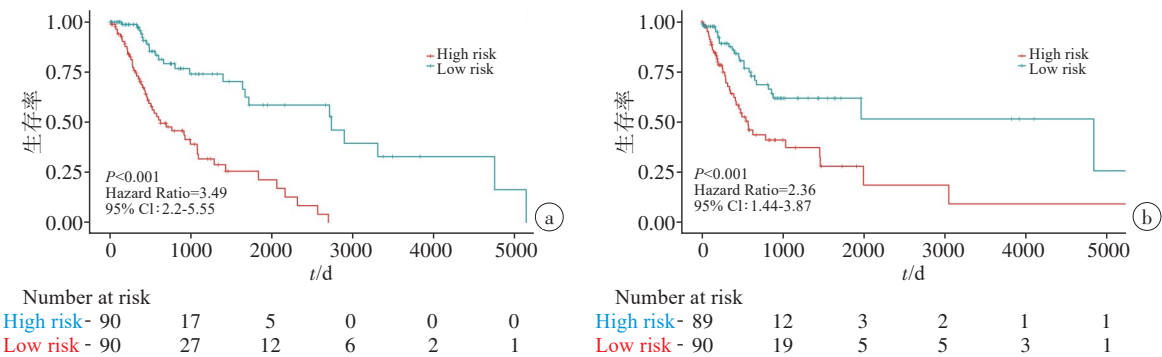 1.00
0.75
0.50
0.25
0.00
生存率
High risk
Low risk
P<0.001
Hazard Ratio=3.49
95% Cl:2.2-5.55
a
0 1000 2000 3000 4000 5000
t/d
Number at risk
High risk- 90 17 5 0 0 0
Low risk - 90 27 12 6 2 1
1.00
0.75
0.50
0.25
0.00
生存率
High risk
Low risk
P<0.001
Hazard Ratio=2.36
95% Cl:1.44-3.87
b
0 1000 2000 3000 4000 5000
t/d
Number at risk
High risk- 89 12 3 2 1 1
Low risk - 90 19 5 5 3 1